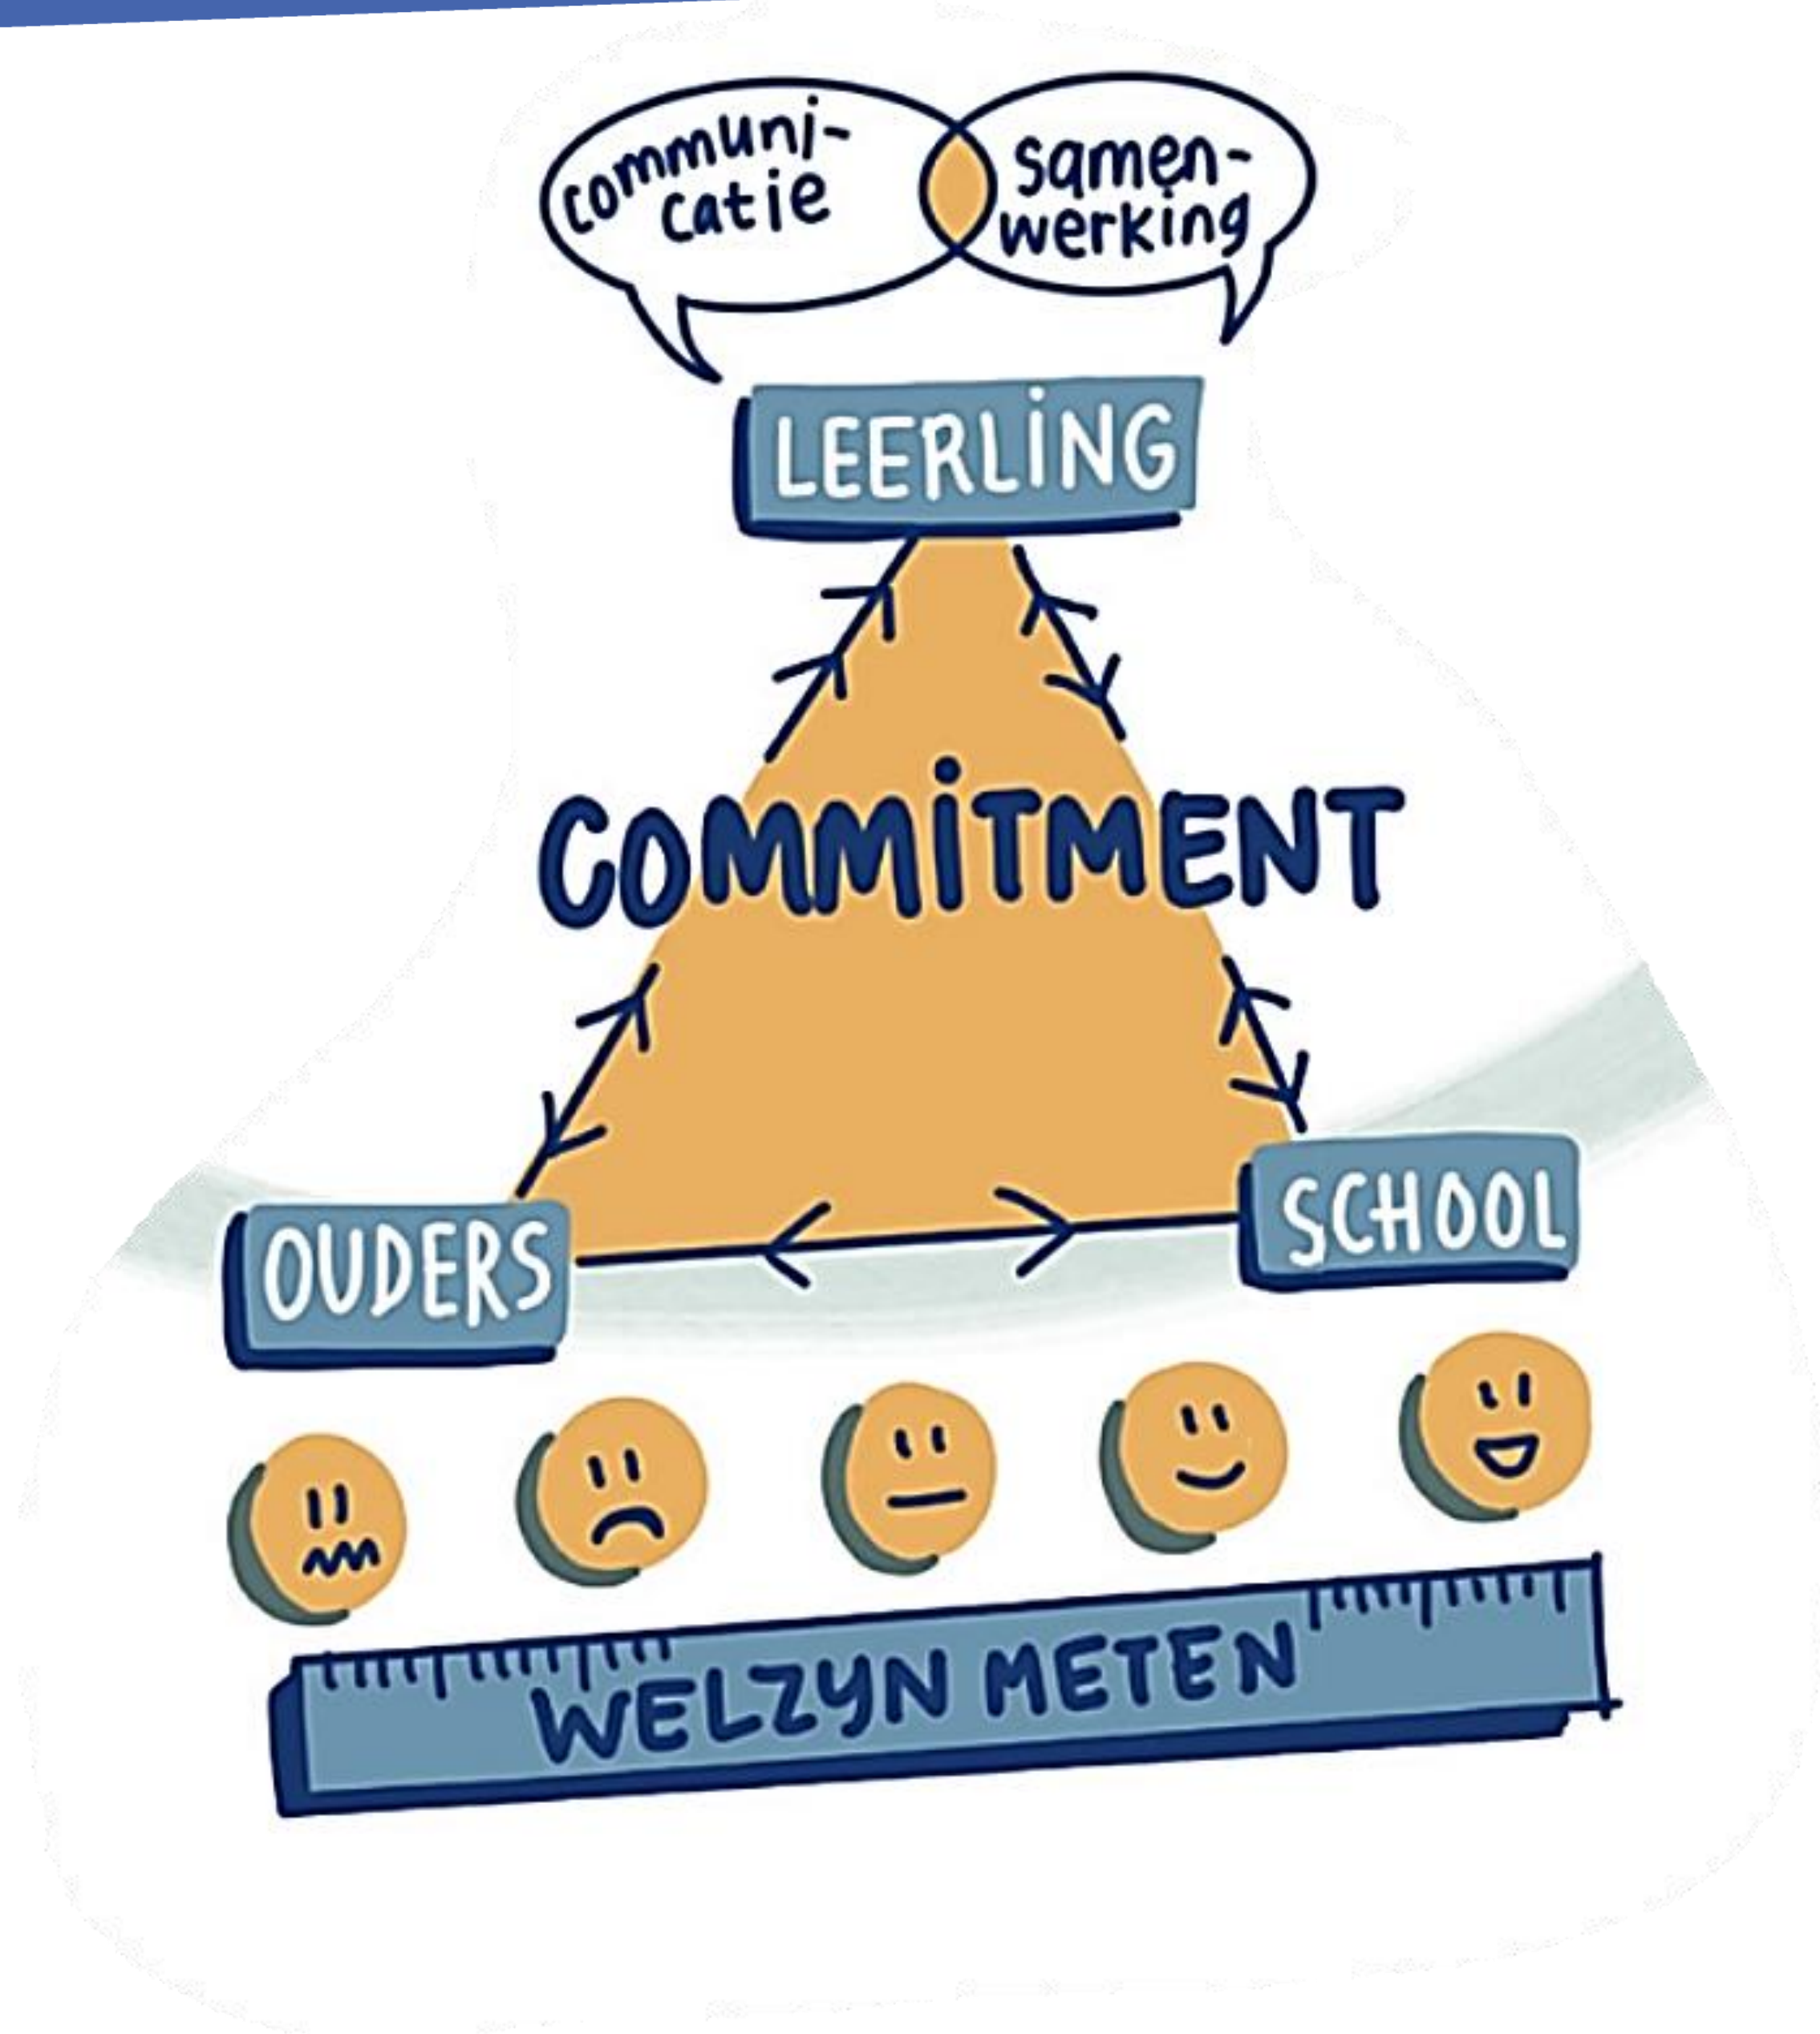 communi-
catie
samen-
werking
LEERLING
COMMITMENT
OUDERS
SCHOOL
WELZYN METEN